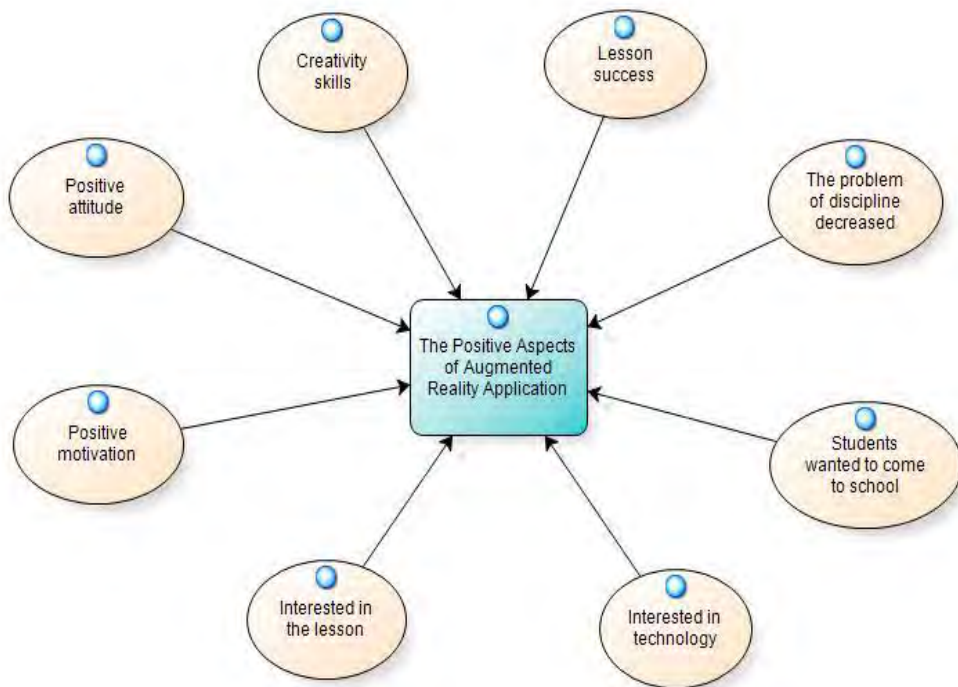 Creativity
skills
Lesson
success
Positive
attitude
The problem
of discipline
decreased
The Positive Aspects
of Augmented
Reality Application
Positive
motivation
Students
wanted to come
to school
Interested in
the lesson
Interested in
technology